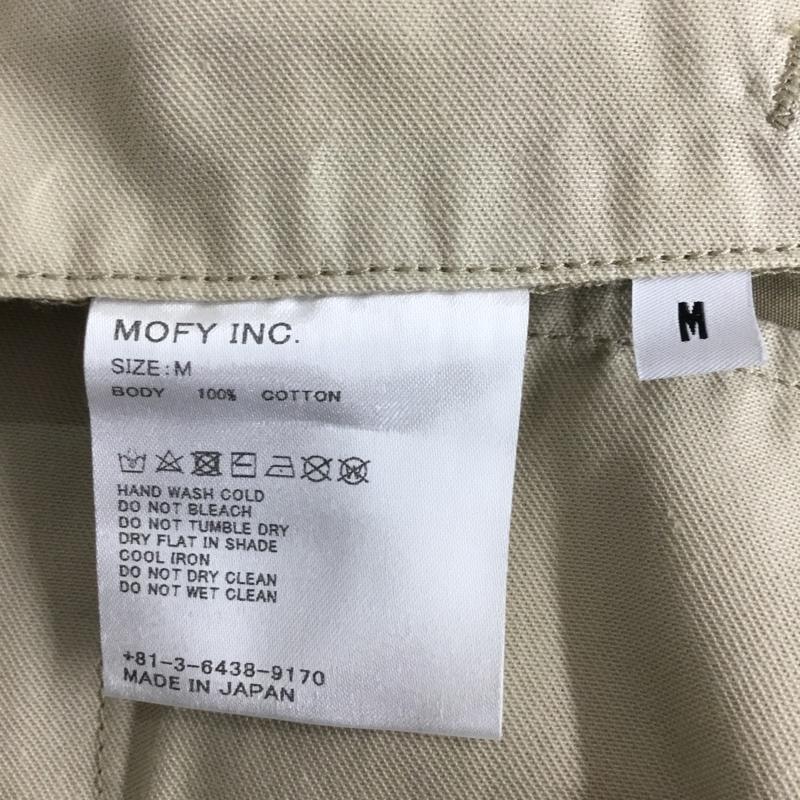 MOFY INC.
SIZE:M
BODY 100% COTTON
HAND WASH COLD
DO NOT BLEACH
DO NOT TUMBLE DRY
DRY FLAT IN SHADE
COOL IRON
DO NOT DRY CLEAN
DO NOT WET CLEAN
+81-3-6438-9170
MADE IN JAPAN
M